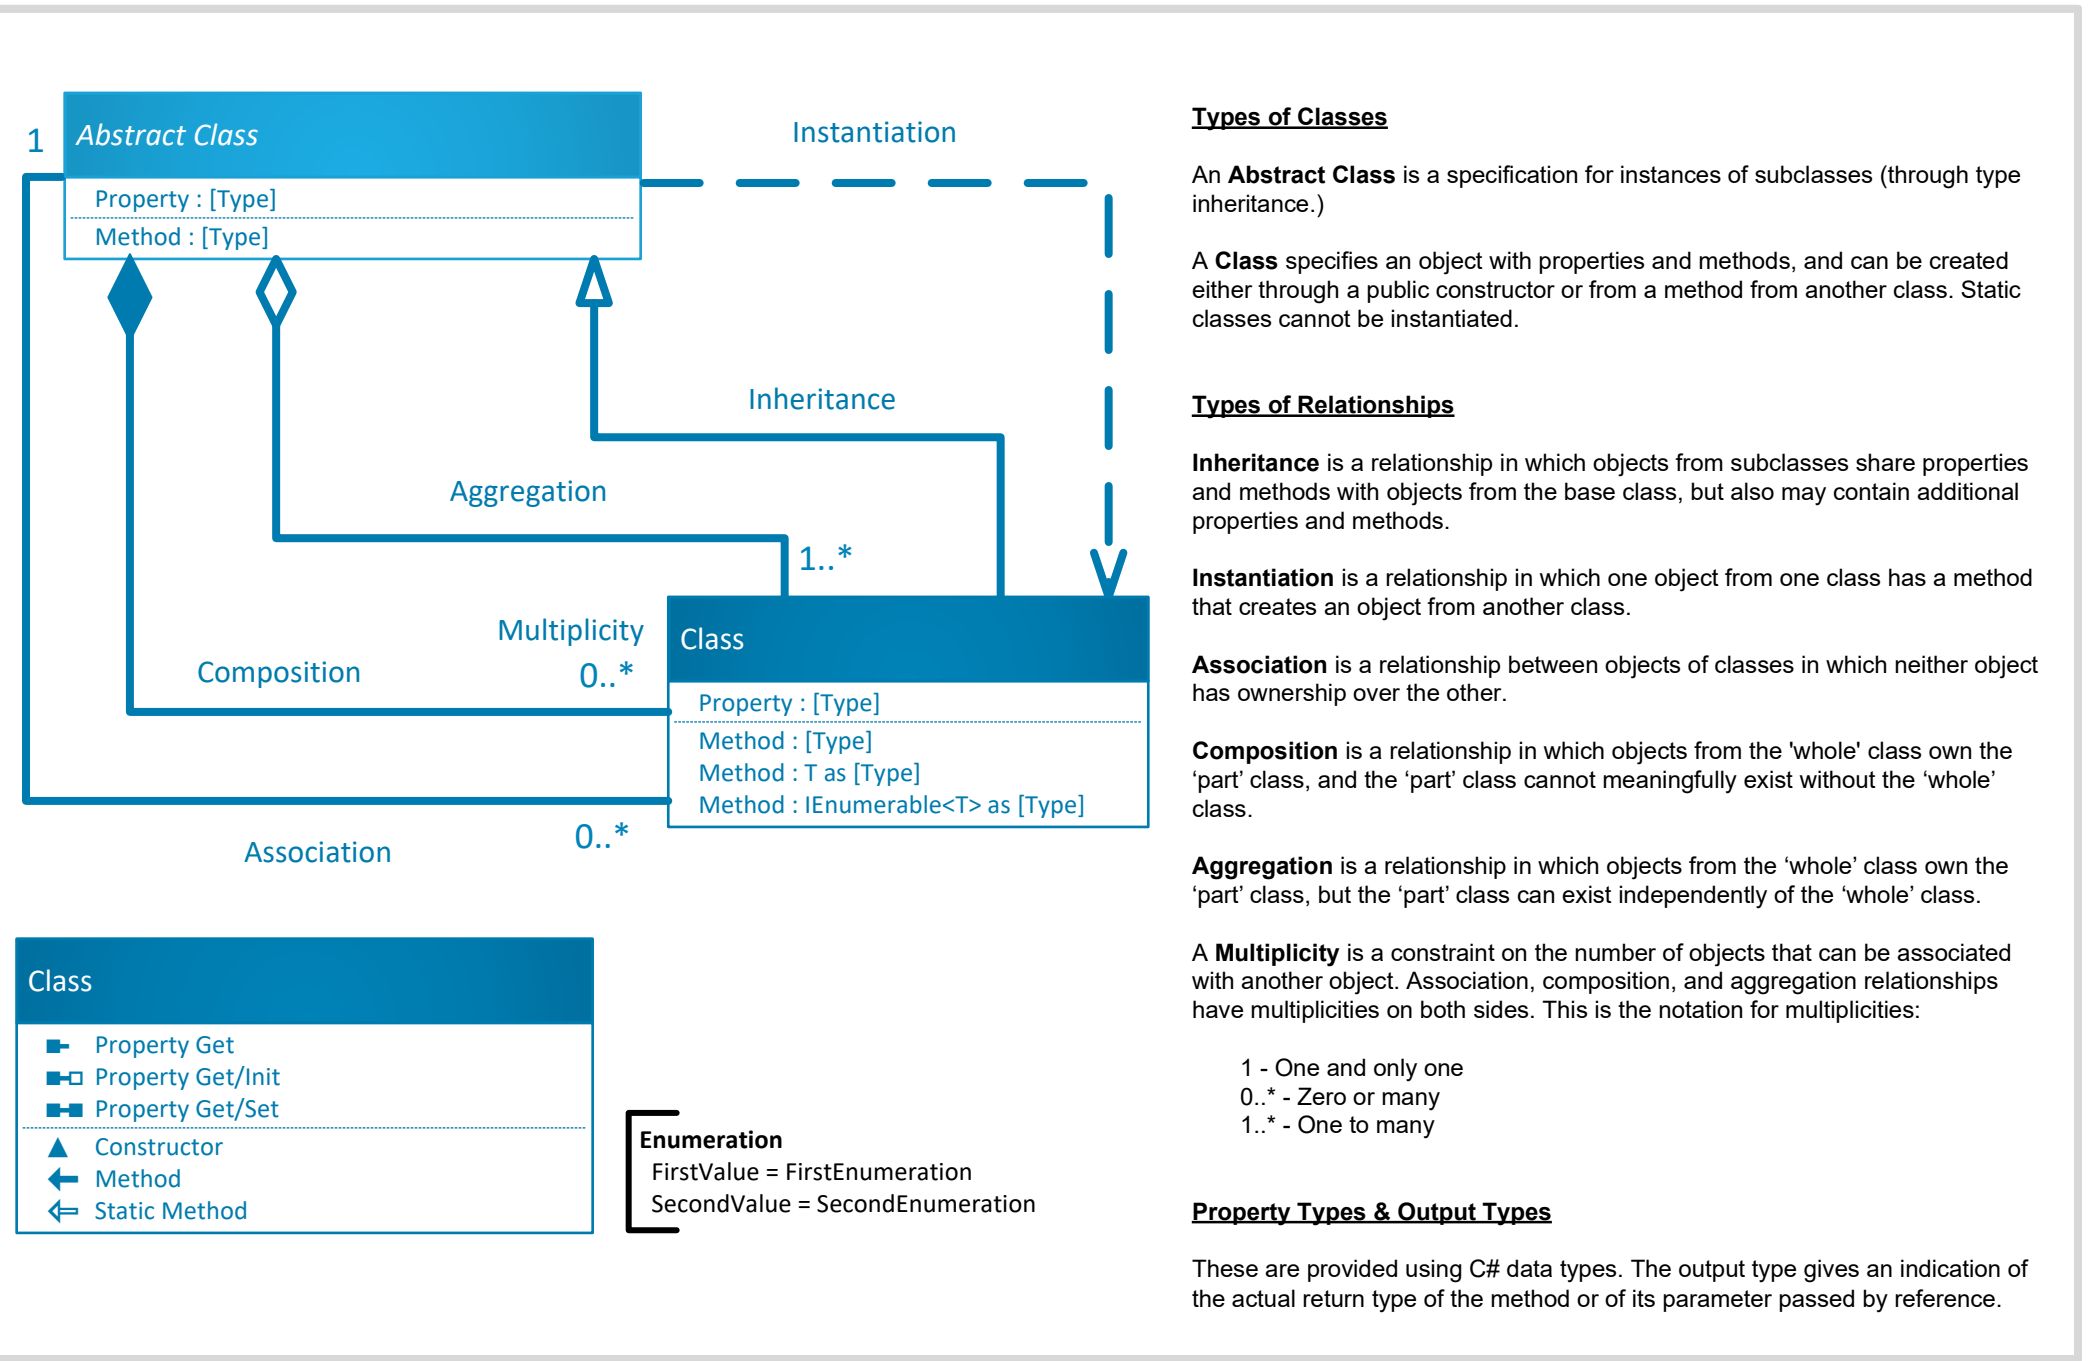 1
Abstract Class
Property : [Type]
Method : [Type]
Instantiation
Inheritance
Aggregation
1..*
Multiplicity
0..*
Composition
Class
Property : [Type]
Method : [Type]
Method : T as [Type]
Method : IEnumerable<T> as [Type]
0..*
Association
Class
Property Get
Property Get/Init
Property Get/Set
Constructor
Method
Static Method
Enumeration
FirstValue = FirstEnumeration
SecondValue = SecondEnumeration
Types of Classes
An Abstract Class is a specification for instances of subclasses (through type
inheritance.)
A Class specifies an object with properties and methods, and can be created
either through a public constructor or from a method from another class. Static
classes cannot be instantiated.
Types of Relationships
Inheritance is a relationship in which objects from subclasses share properties
and methods with objects from the base class, but also may contain additional
properties and methods.
Instantiation is a relationship in which one object from one class has a method
that creates an object from another class.
Association is a relationship between objects of classes in which neither object
has ownership over the other.
Composition is a relationship in which objects from the 'whole' class own the
‘part’ class, and the ‘part’ class cannot meaningfully exist without the ‘whole’
class.
Aggregation is a relationship in which objects from the ‘whole’ class own the
‘part’ class, but the ‘part’ class can exist independently of the ‘whole’ class.
A Multiplicity is a constraint on the number of objects that can be associated
with another object. Association, composition, and aggregation relationships
have multiplicities on both sides. This is the notation for multiplicities:
1 - One and only one
0..* - Zero or many
1..* - One to many
Property Types & Output Types
These are provided using C# data types. The output type gives an indication of
the actual return type of the method or of its parameter passed by reference.